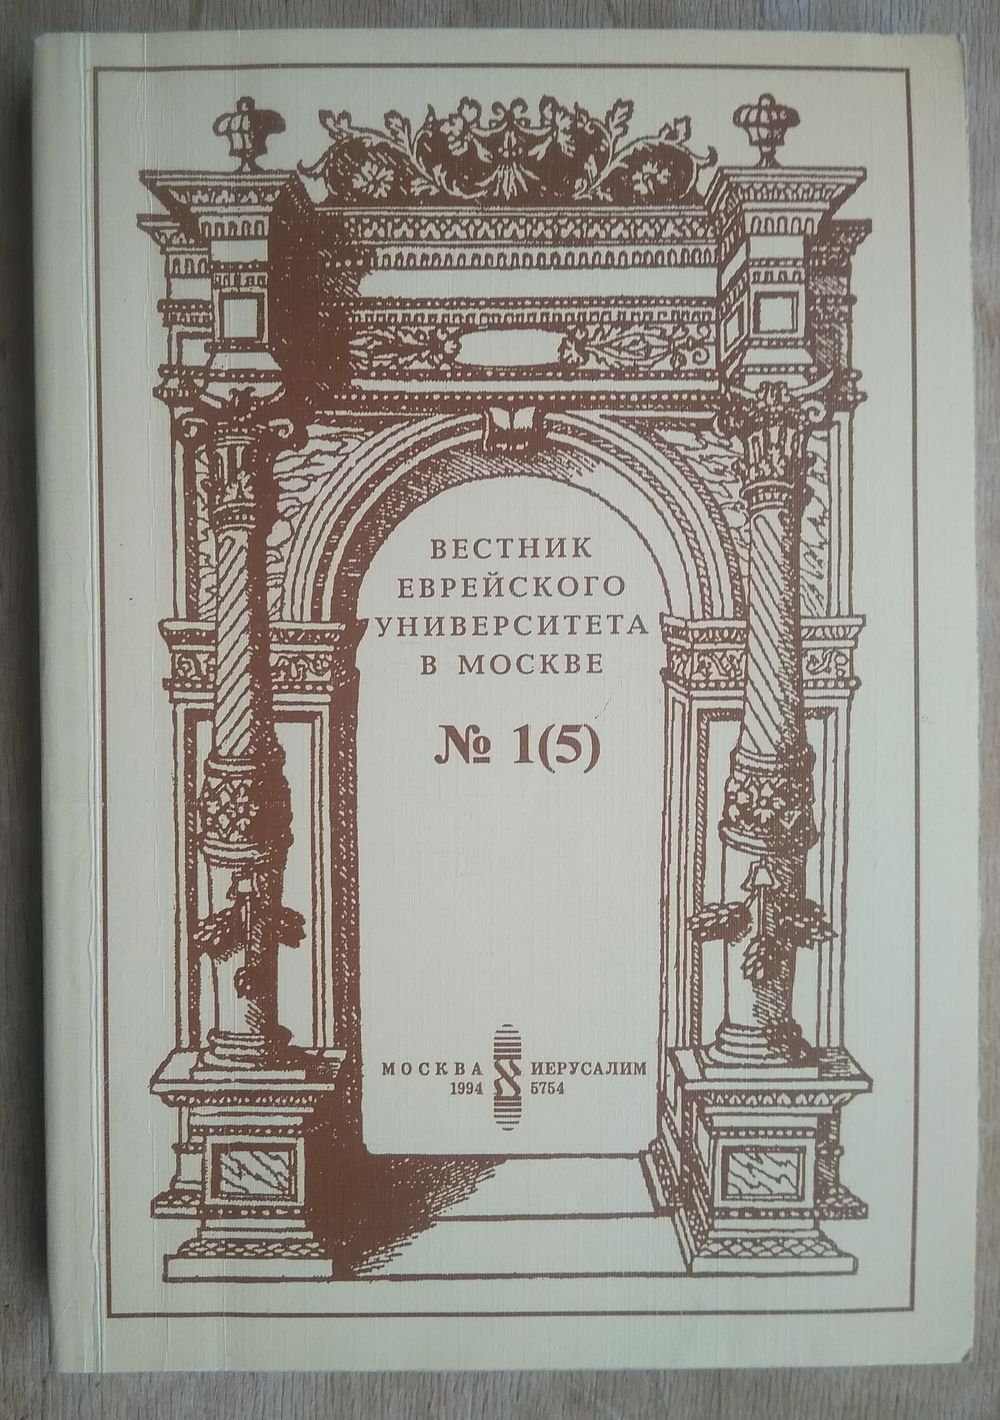 ВЕСТНИК
ЕВРЕЙСКОГО
УНИВЕРСИТЕТА
В МОСКВЕ
№ 1(5)
МОСКВА ИЕРУСАЛИМ
1994 5754